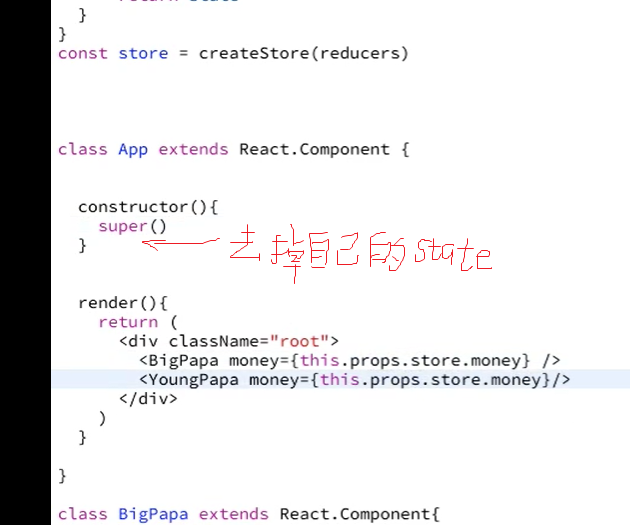 }
}
const store = createStore(reducers)
class App extends React.Component {
constructor(){
super()
}
去掉自己的state
render(){
return (
<div className="root">
<BigPapa money={this.props.store.money} />
<YoungPapa money={this.props.store.money}/>
</div>
)
}
}
class BigPapa extends React.Component{